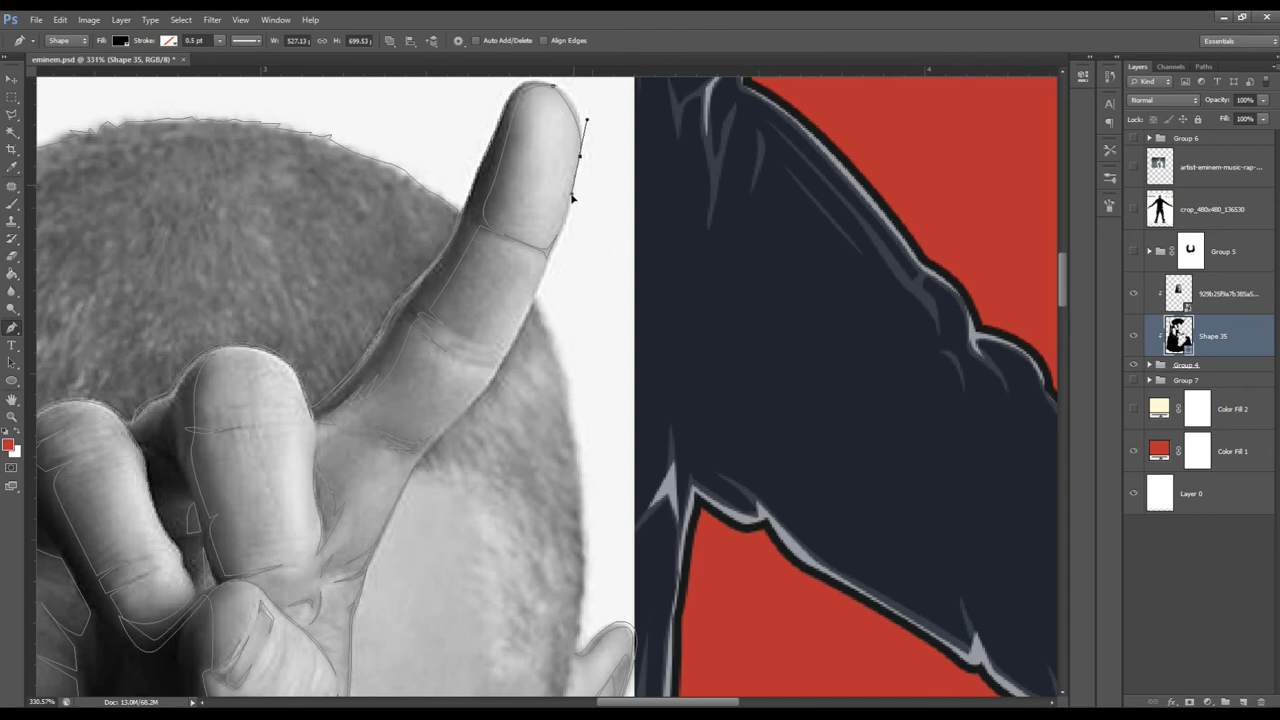 Ps File Edit Image Layer Type Select Filter View Window Help
Shape Fill: Stroke: 0.5 pt W: 527.13 H: 699.53 Auto Add/Delete Align Edges Essentials
eminem.psd @ 331% (Shape 35, RGB/8) * ×
3 4
Layers Channels Paths
Kind
Normal Opacity: 100%
Lock: Fill: 100%
Group 6
artist-eminem-music-rap-...
crop_480x480_136530
Group 5
929b25f9a7b385a5...
Shape 35
Group 4
Group 7
Color Fill 2
Color Fill 1
Layer 0
330.57% Doc: 13.0M/68.2M